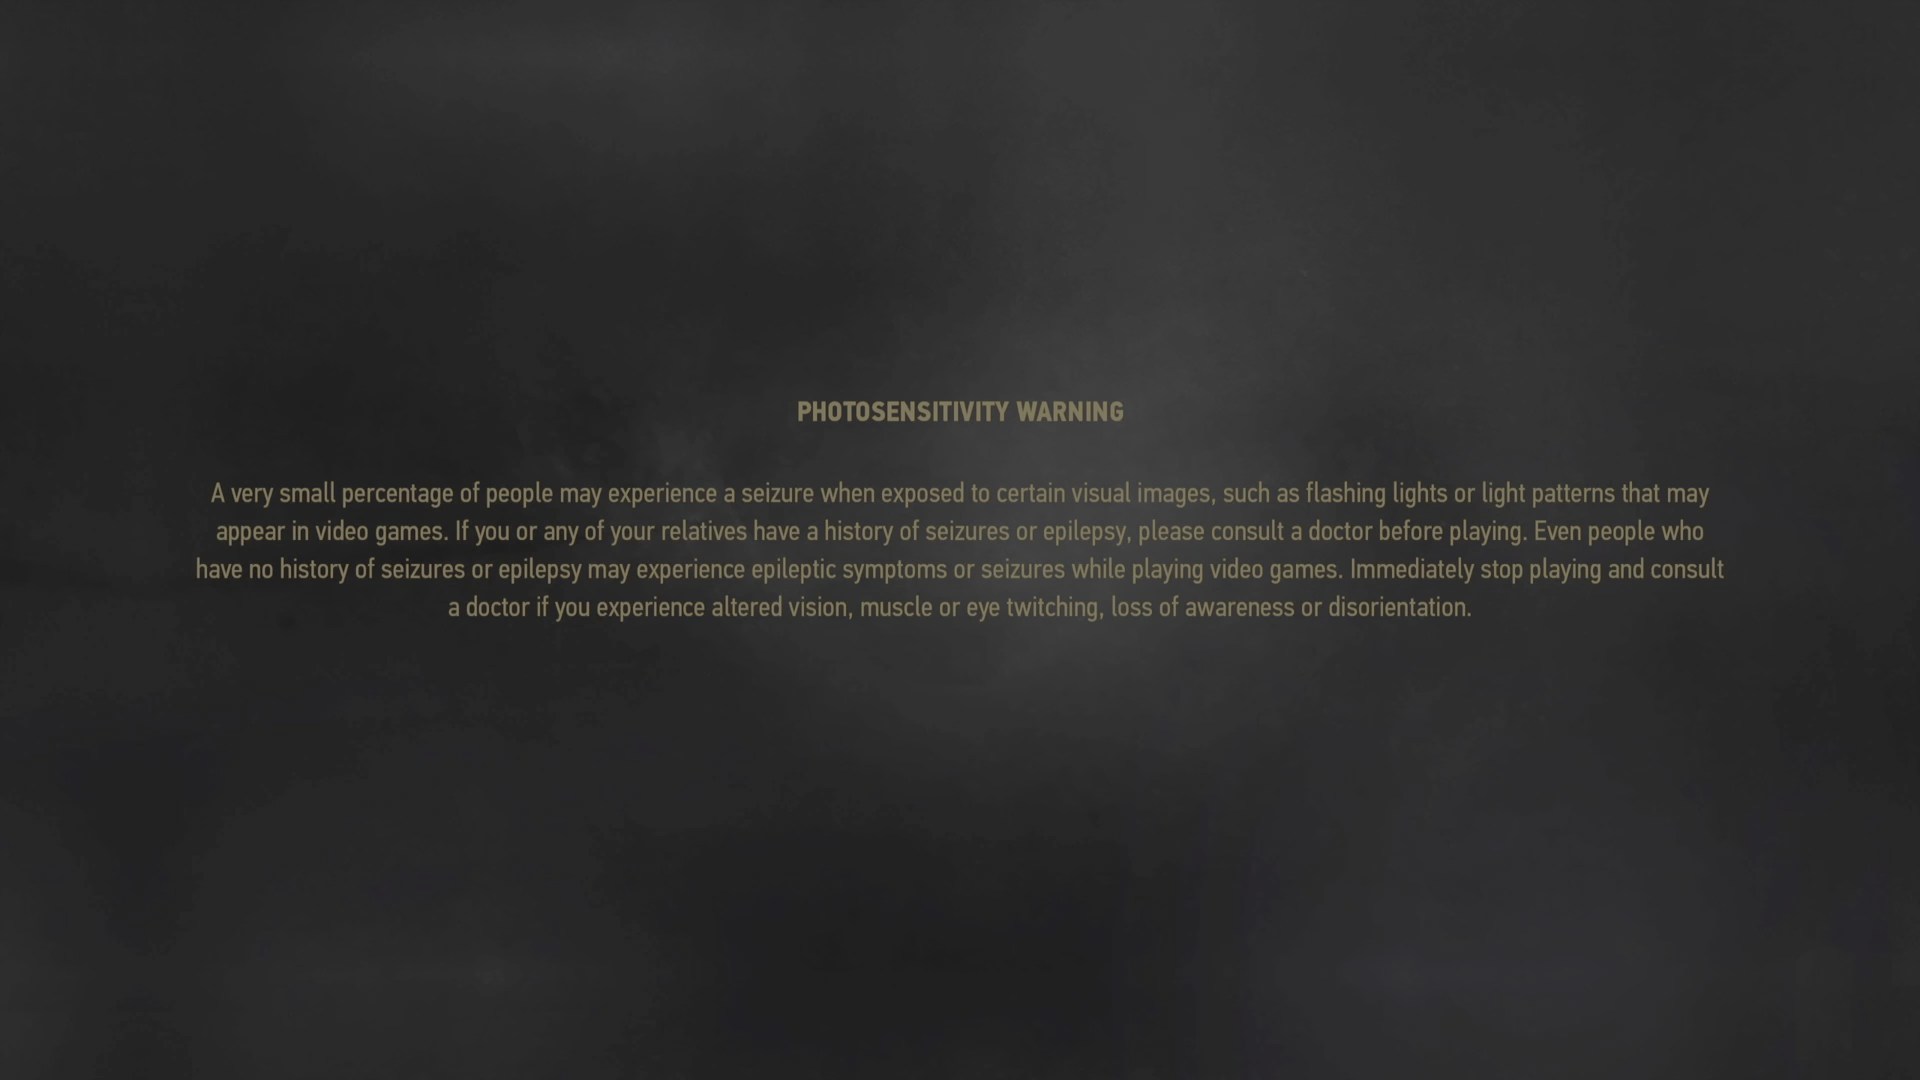 PHOTOSENSITIVITY WARNING
A very small percentage of people may experience a seizure when exposed to certain visual images, such as flashing lights or light patterns that may
appear in video games. If you or any of your relatives have a history of seizures or epilepsy, please consult a doctor before playing. Even people who
have no history of seizures or epilepsy may experience epileptic symptoms or seizures while playing video games. Immediately stop playing and consult
a doctor if you experience altered vision, muscle or eye twitching, loss of awareness or disorientation.